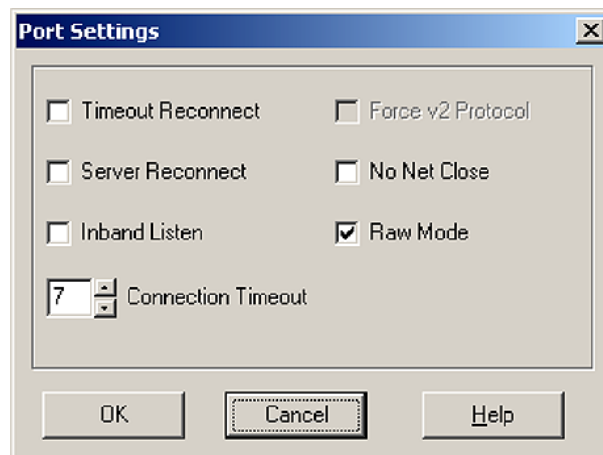 Port Settings
Timeout Reconnect
Force v2 Protocol
Server Reconnect
No Net Close
Inband Listen
Raw Mode
7 Connection Timeout
OK
Cancel
Help